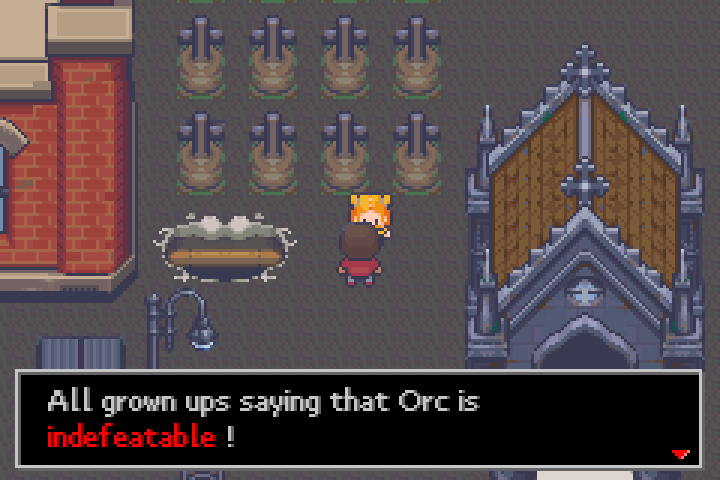 All grown ups saying that Orc is
indefeatable !